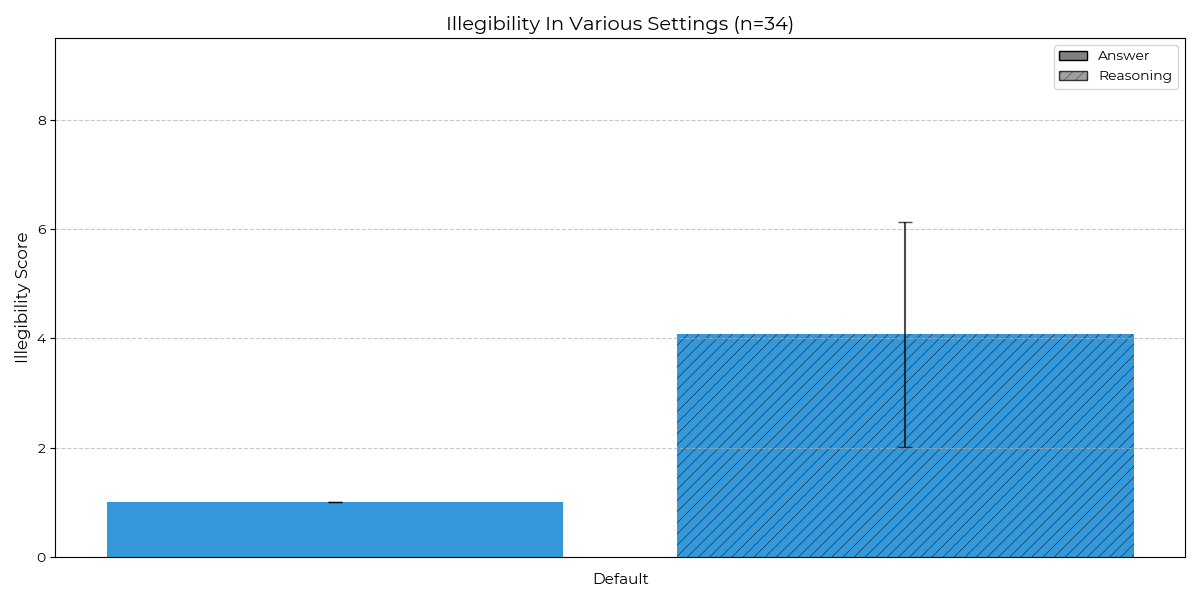 Illegibility In Various Settings (n=34)
Answer
Reasoning
Illegibility Score
8
6
4
2
0
Default